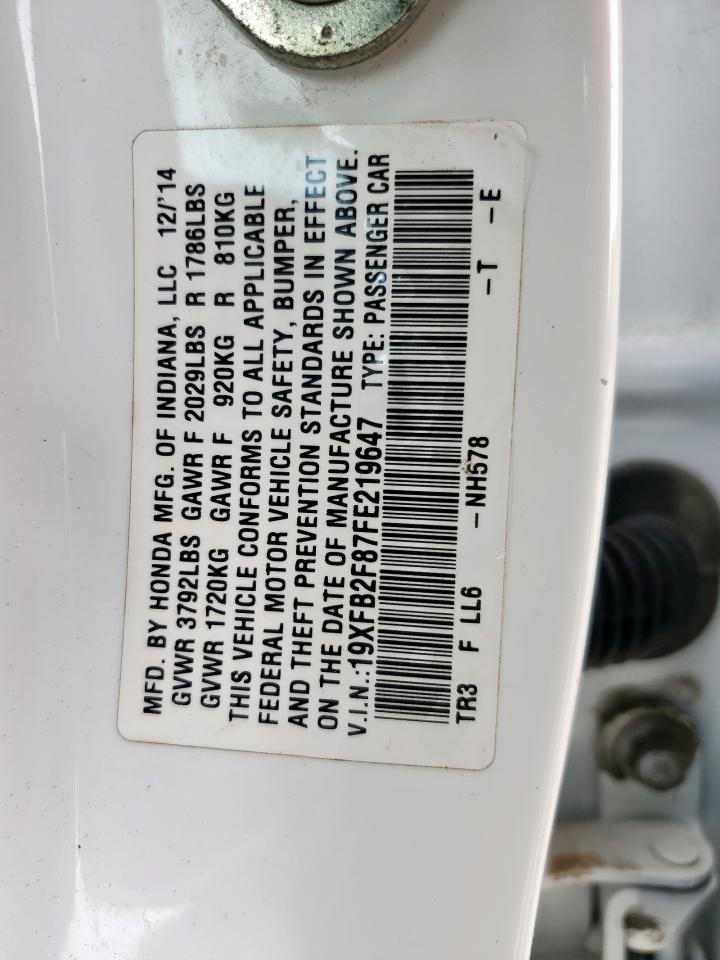 MFD. BY HONDA MFG. OF INDIANA, LLC 12/'14
GVWR 3792LBS GAWR F 2029LBS R 1786LBS
GVWR 1720KG GAWR F 920KG R 810KG
THIS VEHICLE CONFORMS TO ALL APPLICABLE
FEDERAL MOTOR VEHICLE SAFETY, BUMPER,
AND THEFT PREVENTION STANDARDS IN EFFECT
ON THE DATE OF MANUFACTURE SHOWN ABOVE.
V.I.N.:19XFB2F87FE219647 TYPE: PASSENGER CAR
TR3 F LL6 -NH578 -T -E